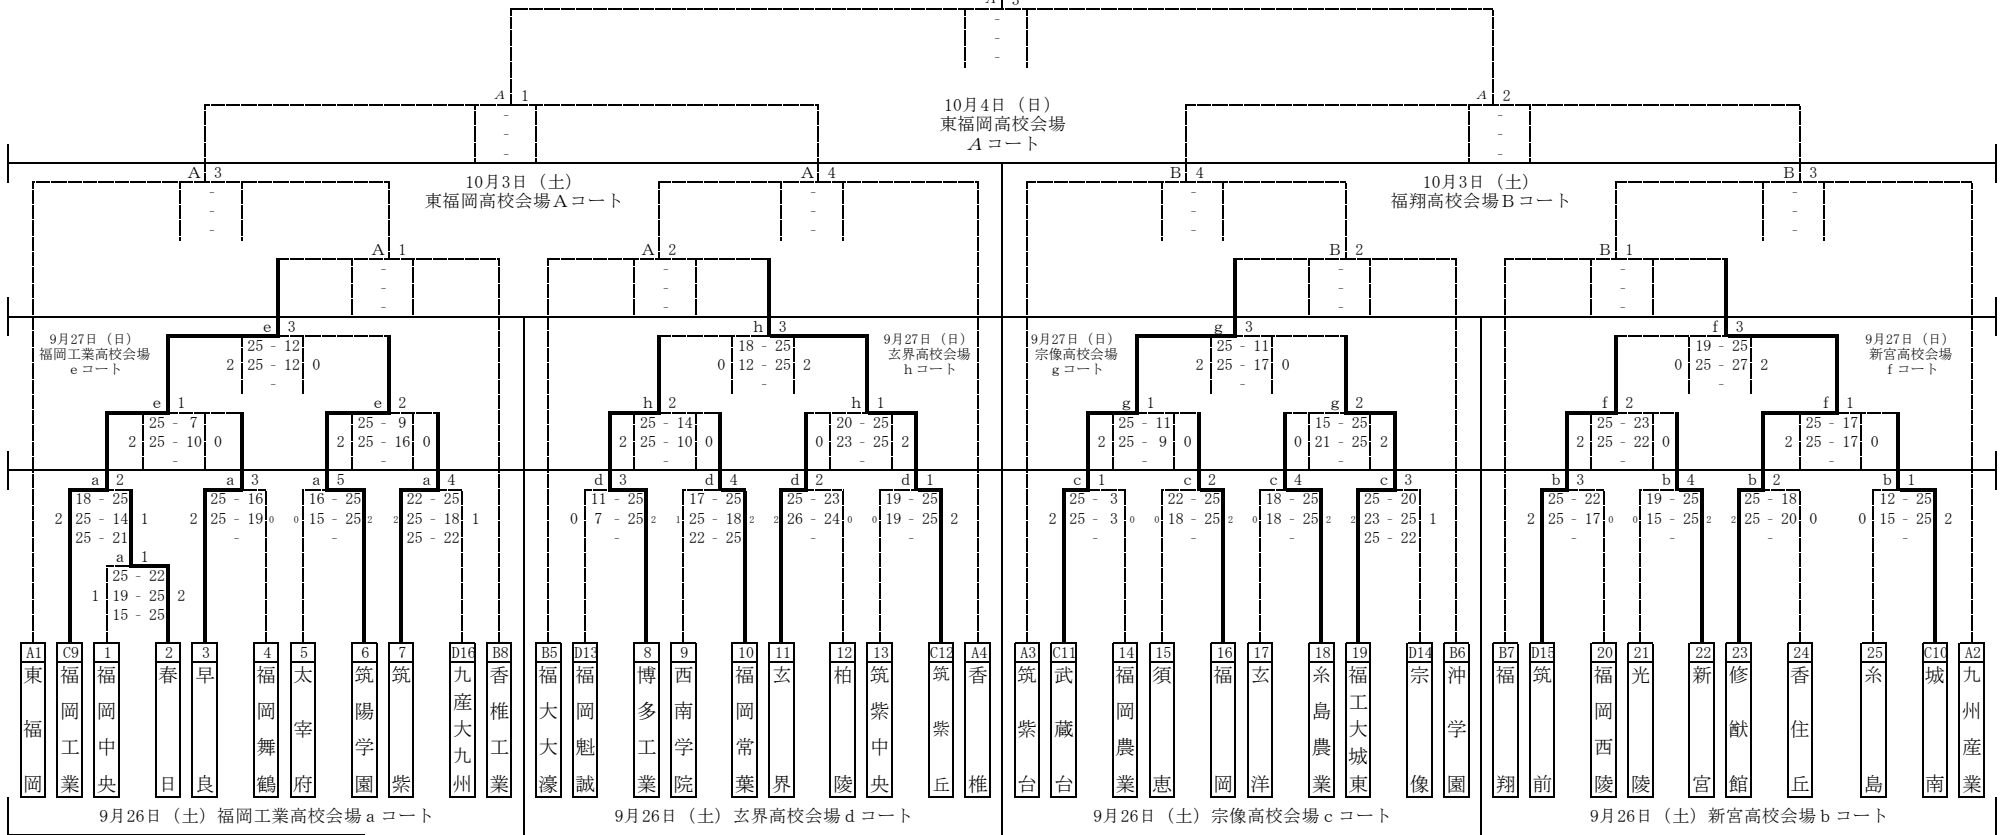 A 3
-
-
-
A 1
A 2
-
-
-
-
-
-
10月4日（日）
東福岡高校会場
Aコート
A 3
A 4
B 4
B 3
10月3日（土）
東福岡高校会場Aコート
10月3日（土）
福翔高校会場Bコート
-
-
-
-
-
-
-
-
-
-
-
-
A 1
A 2
B 2
B 1
-
-
-
-
-
-
-
-
-
-
-
-
9月27日（日）
福岡工業高校会場
eコート
e 3
25 - 12
2 25 - 12 0
-
h 3
18 - 25
0 12 - 25 2
-
9月27日（日）
玄界高校会場
hコート
9月27日（日）
宗像高校会場
gコート
g 3
25 - 11
2 25 - 17 0
-
f 3
19 - 25
0 25 - 27 2
-
9月27日（日）
新宮高校会場
fコート
e 1
25 - 7
2 25 - 10 0
-
e 2
25 - 9
2 25 - 16 0
-
h 2
25 - 14
2 25 - 10 0
-
h 1
20 - 25
0 23 - 25 2
-
g 1
25 - 11
2 25 - 9 0
-
g 2
15 - 25
0 21 - 25 2
-
f 2
25 - 23
2 25 - 22 0
-
f 1
25 - 17
2 25 - 17 0
-
a 2
18 - 25
2 25 - 14 1
25 - 21
a 3
25 - 16
2 25 - 19 0
-
a 5
16 - 25
0 15 - 25 2
-
a 4
22 - 25
2 25 - 18 1
25 - 22
d 3
11 - 25
0 7 - 25 2
-
d 4
17 - 25
1 25 - 18 2
22 - 25
d 2
25 - 23
2 26 - 24 0
-
d 1
19 - 25
0 19 - 25 2
-
c 1
25 - 3
2 25 - 3 0
-
c 2
22 - 25
0 18 - 25 2
-
c 4
18 - 25
0 18 - 25 2
-
c 3
25 - 20
2 23 - 25 1
25 - 22
b 3
25 - 22
2 25 - 17 0
-
b 4
19 - 25
0 15 - 25 2
-
b 2
25 - 18
2 25 - 20 0
-
b 1
12 - 25
0 15 - 25 2
-
a 1
25 - 22
1 19 - 25 2
15 - 25
A1 東福岡
C9 福岡工業
1 福岡中央
2 春日
3 早良
4 福岡舞鶴
5 太宰府
6 筑陽学園
7 筑紫
D16 九産大九州
B8 香椎工業
B5 福大大濠
D13 福岡魁誠
8 博多工業
9 西南学院
10 福岡常葉
11 玄界
12 柏陵
13 筑紫中央
C12 筑紫丘
A4 香椎
A3 筑紫台
C11 武蔵台
14 福岡農業
15 須恵
16 福岡
17 玄洋
18 糸島農業
19 福工大城東
D14 宗像
B6 沖学園
B7 福翔
D15 筑前
20 福岡西陵
21 光陵
22 新宮
23 修猷館
24 香住丘
25 糸島
C10 城南
A2 九州産業
9月26日（土）福岡工業高校会場aコート
9月26日（土）玄界高校会場dコート
9月26日（土）宗像高校会場cコート
9月26日（土）新宮高校会場bコート